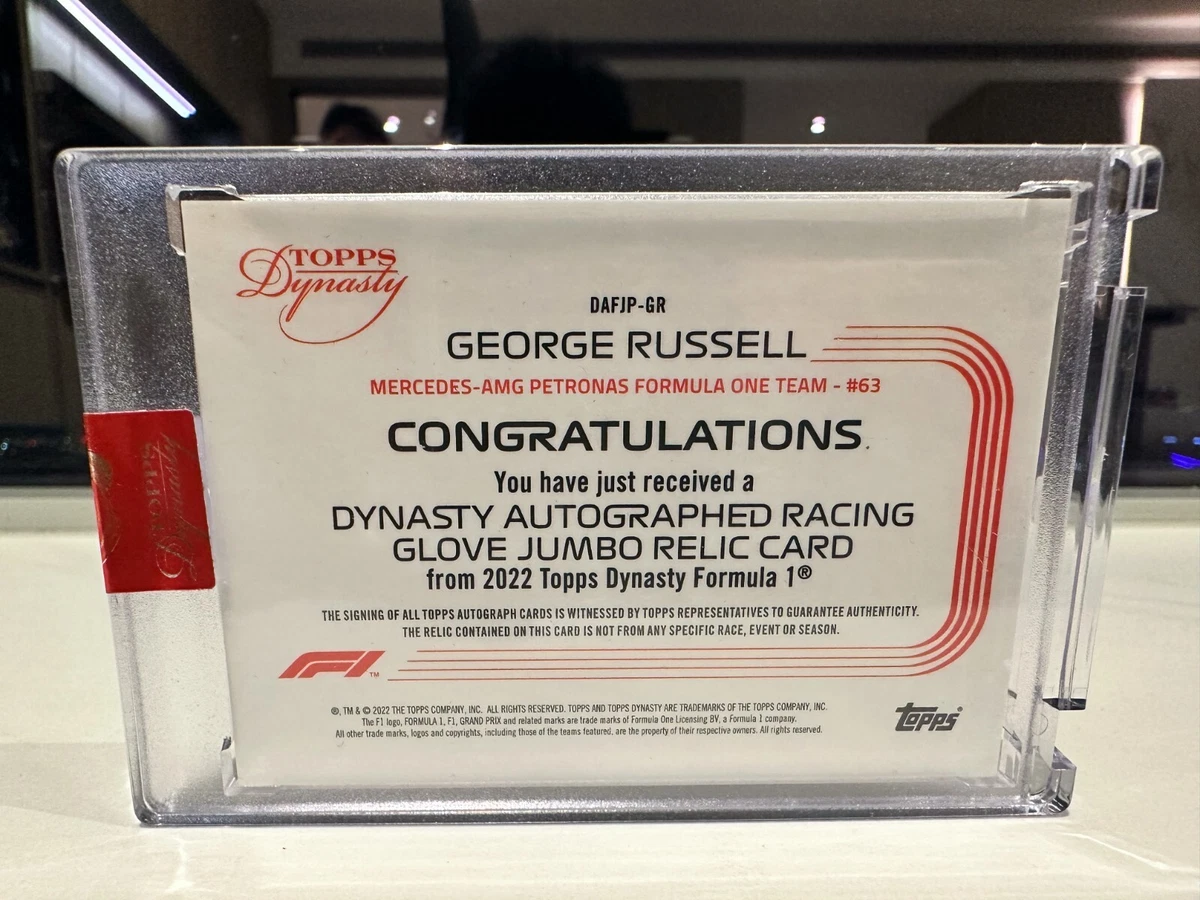 TOPPS
Dynasty
DAFJP-GR
GEORGE RUSSELL
MERCEDES-AMG PETRONAS FORMULA ONE TEAM - #63
CONGRATULATIONS.
You have just received a
DYNASTY AUTOGRAPHED RACING
GLOVE JUMBO RELIC CARD
from 2022 Topps Dynasty Formula 1®
THE SIGNING OF ALL TOPPS AUTOGRAPH CARDS IS WITNESSED BY TOPPS REPRESENTATIVES TO GUARANTEE AUTHENTICITY.
THE RELIC CONTAINED ON THIS CARD IS NOT FROM ANY SPECIFIC RACE, EVENT OR SEASON.
F1™
®, TM & © 2022 THE TOPPS COMPANY, INC. ALL RIGHTS RESERVED. TOPPS AND TOPPS DYNASTY ARE TRADEMARKS OF THE TOPPS COMPANY, INC.
The F1 logo, FORMULA 1, F1, GRAND PRIX and related marks are trade marks of Formula One Licensing BV, a Formula 1 company.
All other trade marks, logos and copyrights, including those of the teams featured, are the property of their respective owners. All rights reserved.
topps®
TOPPS
Dynasty